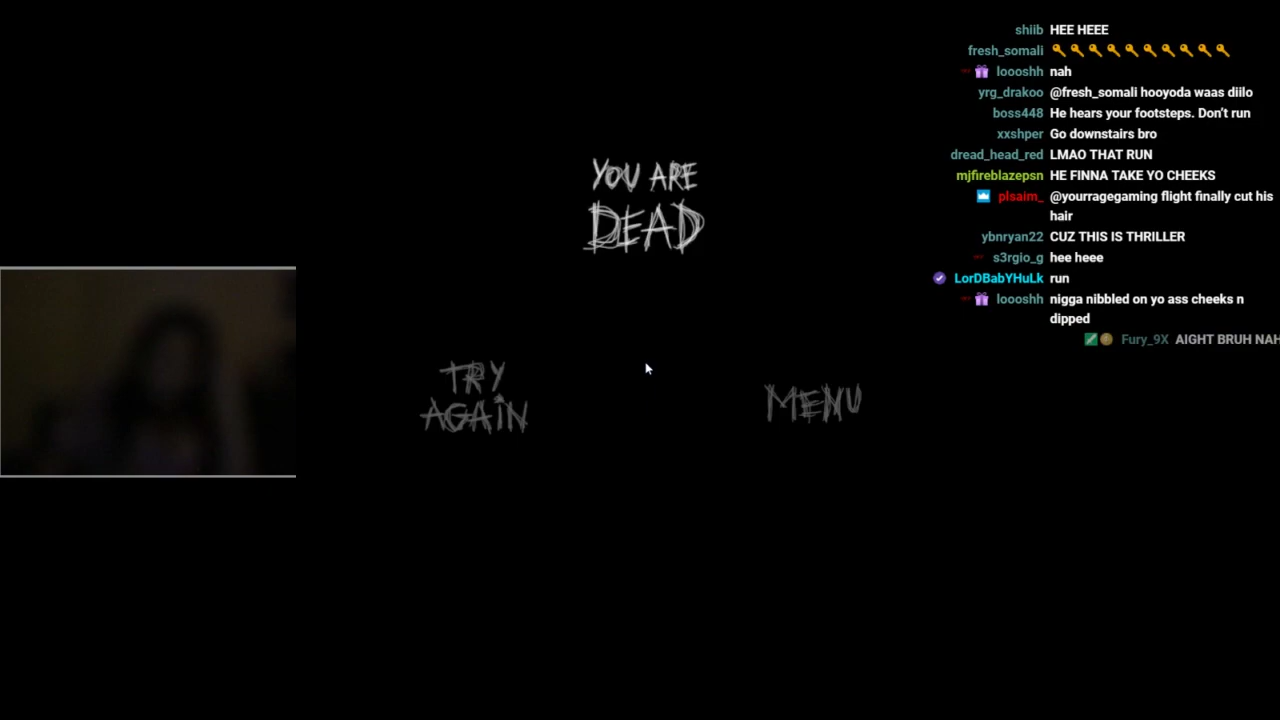 YOU ARE
DEAD
TRY
AGAIN
MENU
shiib HEE HEEE
fresh_somali 🔑🔑🔑🔑🔑🔑🔑🔑🔑🔑
loooshh nah
yrg_drakoo @fresh_somali hooyoda waas diilo
boss448 He hears your footsteps. Don't run
xxshper Go downstairs bro
dread_head_red LMAO THAT RUN
mjfireblazepsn HE FINNA TAKE YO CHEEKS
plsaim_ @yourragegaming flight finally cut his
hair
ybnryan22 CUZ THIS IS THRILLER
s3rgio_g hee heee
LorDBabYHuLk run
loooshh nigga nibbled on yo ass cheeks n
dipped
Fury_9X AIGHT BRUH NAH